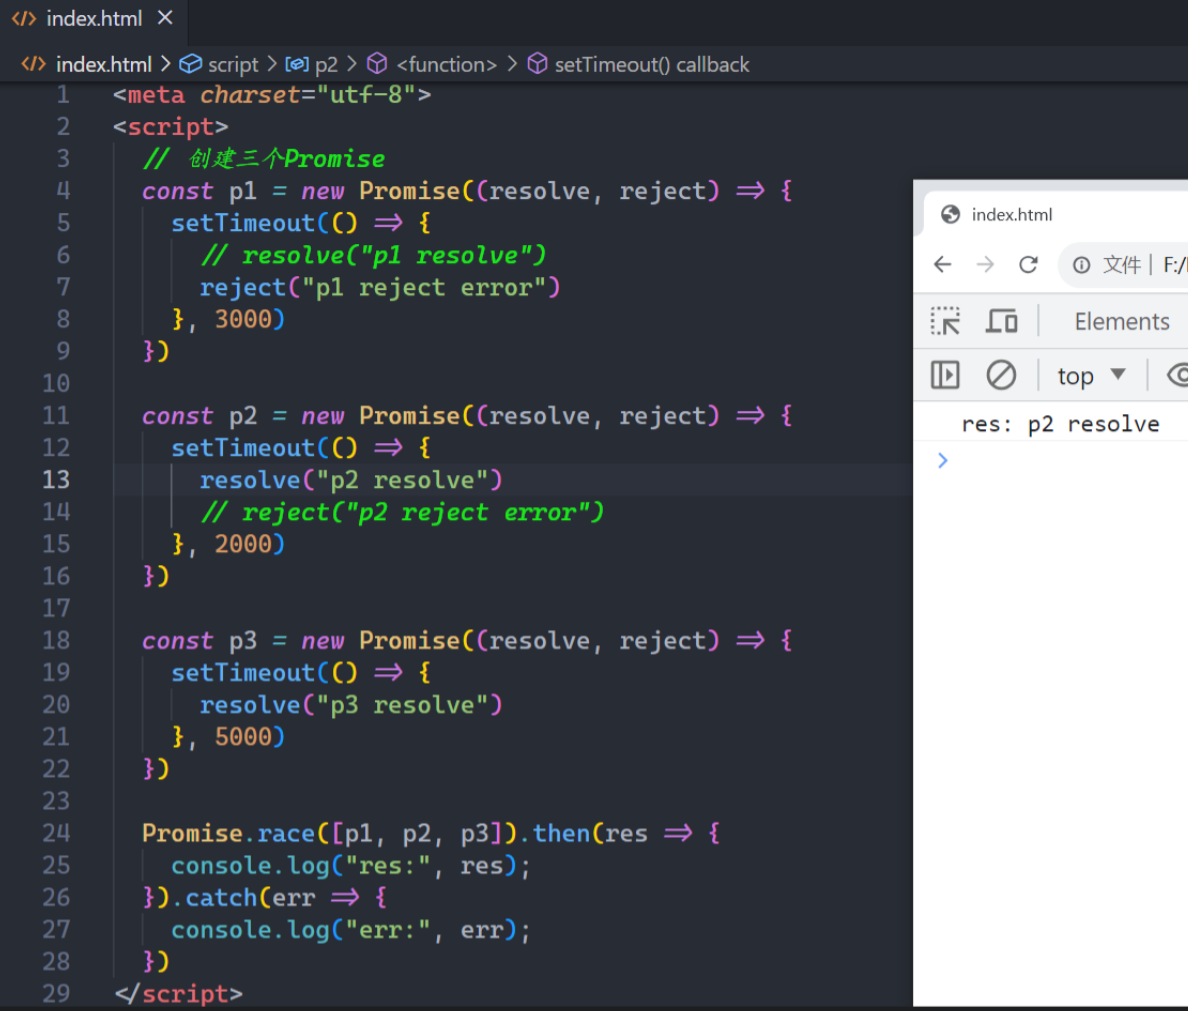 index.html
index.html > script > p2 > <function> > setTimeout() callback
1 <meta charset="utf-8">
2 <script>
3 // 创建三个Promise
4 const p1 = new Promise((resolve, reject) => {
5 setTimeout(() => {
6 // resolve("p1 resolve")
7 reject("p1 reject error")
8 }, 3000)
9 })
10
11 const p2 = new Promise((resolve, reject) => {
12 setTimeout(() => {
13 resolve("p2 resolve")
14 // reject("p2 reject error")
15 }, 2000)
16 })
17
18 const p3 = new Promise((resolve, reject) => {
19 setTimeout(() => {
20 resolve("p3 resolve")
21 }, 5000)
22 })
23
24 Promise.race([p1, p2, p3]).then(res => {
25 console.log("res:", res);
26 }).catch(err => {
27 console.log("err:", err);
28 })
29 </script>
index.html
文件 | F:/
Elements
top
res: p2 resolve
>